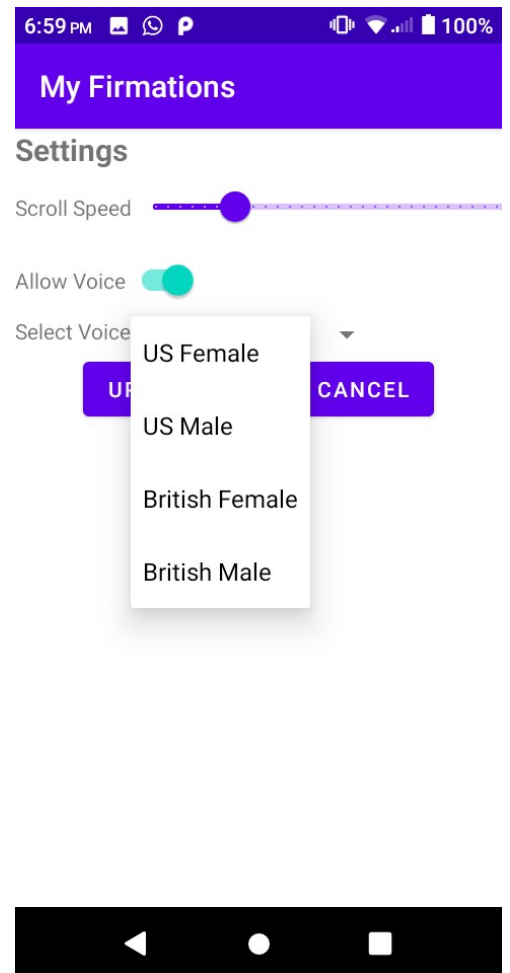 6:59 PM 100%
My Firmations
Settings
Scroll Speed
Allow Voice
Select Voice
US Female
CANCEL
US Male
British Female
British Male